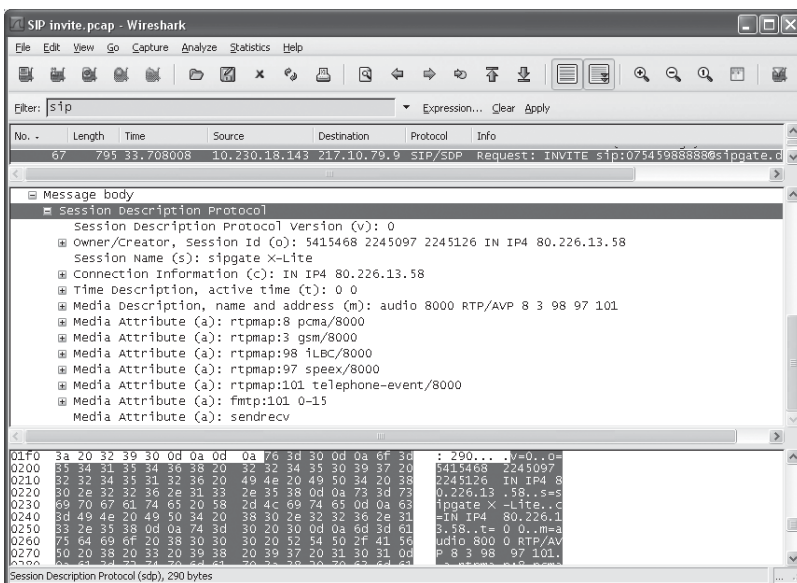 SIP invite.pcap - Wireshark
File Edit View Go Capture Analyze Statistics Help
Filter: sip Expression... Clear Apply
No. - Length Time Source Destination Protocol Info
67 795 33.708008 10.230.18.143 217.10.79.9 SIP/SDP Request: INVITE sip:07545988888@sipgate.d
Message body
Session Description Protocol
Session Description Protocol Version (v): 0
Owner/Creator, Session Id (o): 5415468 2245097 2245126 IN IP4 80.226.13.58
Session Name (s): sipgate X-Lite
Connection Information (c): IN IP4 80.226.13.58
Time Description, active time (t): 0 0
Media Description, name and address (m): audio 8000 RTP/AVP 8 3 98 97 101
Media Attribute (a): rtpmap:8 pcma/8000
Media Attribute (a): rtpmap:3 gsm/8000
Media Attribute (a): rtpmap:98 iLBC/8000
Media Attribute (a): rtpmap:97 speex/8000
Media Attribute (a): rtpmap:101 telephone-event/8000
Media Attribute (a): fmtp:101 0-15
Media Attribute (a): sendrecv
01f0 3a 20 32 39 30 0d 0a 0d 0a 76 3d 30 0d 0a 6f 3d : 290... .v=0..o=
0200 35 34 31 35 34 36 38 20 32 32 34 35 30 39 37 20 5415468 2245097
0210 32 32 34 35 31 32 36 20 49 4e 20 49 50 34 20 38 2245126 IN IP4 8
0220 30 2e 32 32 36 2e 31 33 2e 35 38 0d 0a 73 3d 73 0.226.13 .58..s=s
0230 69 70 67 61 74 65 20 58 2d 4c 69 74 65 0d 0a 63 ipgate X -Lite..c
0240 3d 49 4e 20 49 50 34 20 38 30 2e 32 32 36 2e 31 =IN IP4 80.226.1
0250 33 2e 35 38 0d 0a 74 3d 30 20 30 0d 0a 6d 3d 61 3.58..t= 0 0..m=a
0260 75 64 69 6f 20 38 30 30 30 20 52 54 50 2f 41 56 udio 800 0 RTP/AV
0270 50 20 38 20 33 20 39 38 20 39 37 20 31 30 31 0d P 8 3 98 97 101.
Session Description Protocol (sdp), 290 bytes